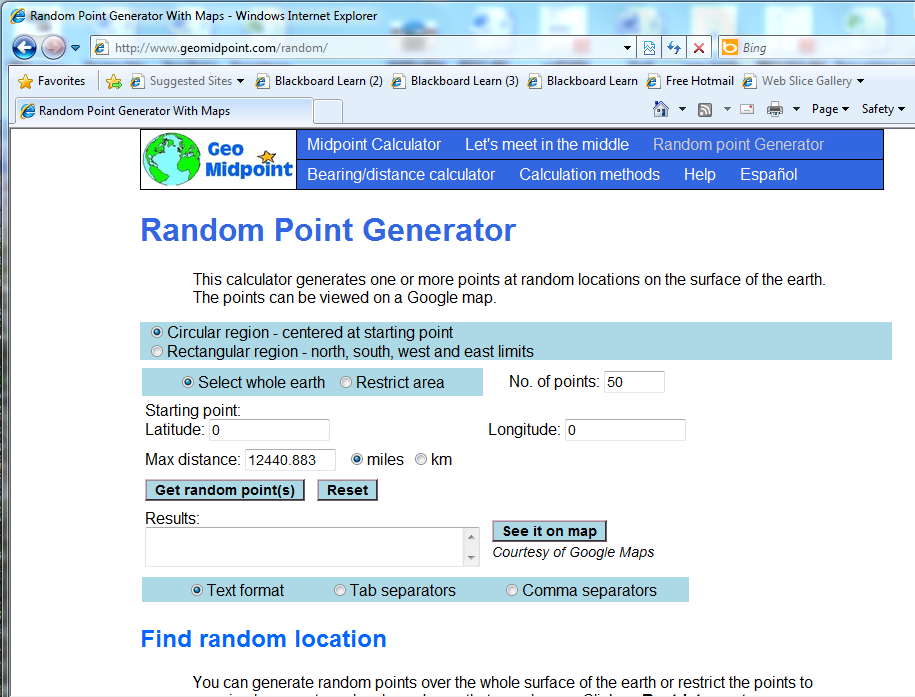 Random Point Generator With Maps - Windows Internet Explorer
http://www.geomidpoint.com/random/
Bing
Favorites Suggested Sites Blackboard Learn (2) Blackboard Learn (3) Blackboard Learn Free Hotmail Web Slice Gallery
Random Point Generator With Maps Page Safety
Geo Midpoint
Midpoint Calculator Let's meet in the middle Random point Generator
Bearing/distance calculator Calculation methods Help Español
Random Point Generator
This calculator generates one or more points at random locations on the surface of the earth.
The points can be viewed on a Google map.
Circular region - centered at starting point
Rectangular region - north, south, west and east limits
Select whole earth Restrict area No. of points: 50
Starting point:
Latitude: 0 Longitude: 0
Max distance: 12440.883 miles km
Get random point(s) Reset
Results:
See it on map
Courtesy of Google Maps
Text format Tab separators Comma separators
Find random location
You can generate random points over the whole surface of the earth or restrict the points to